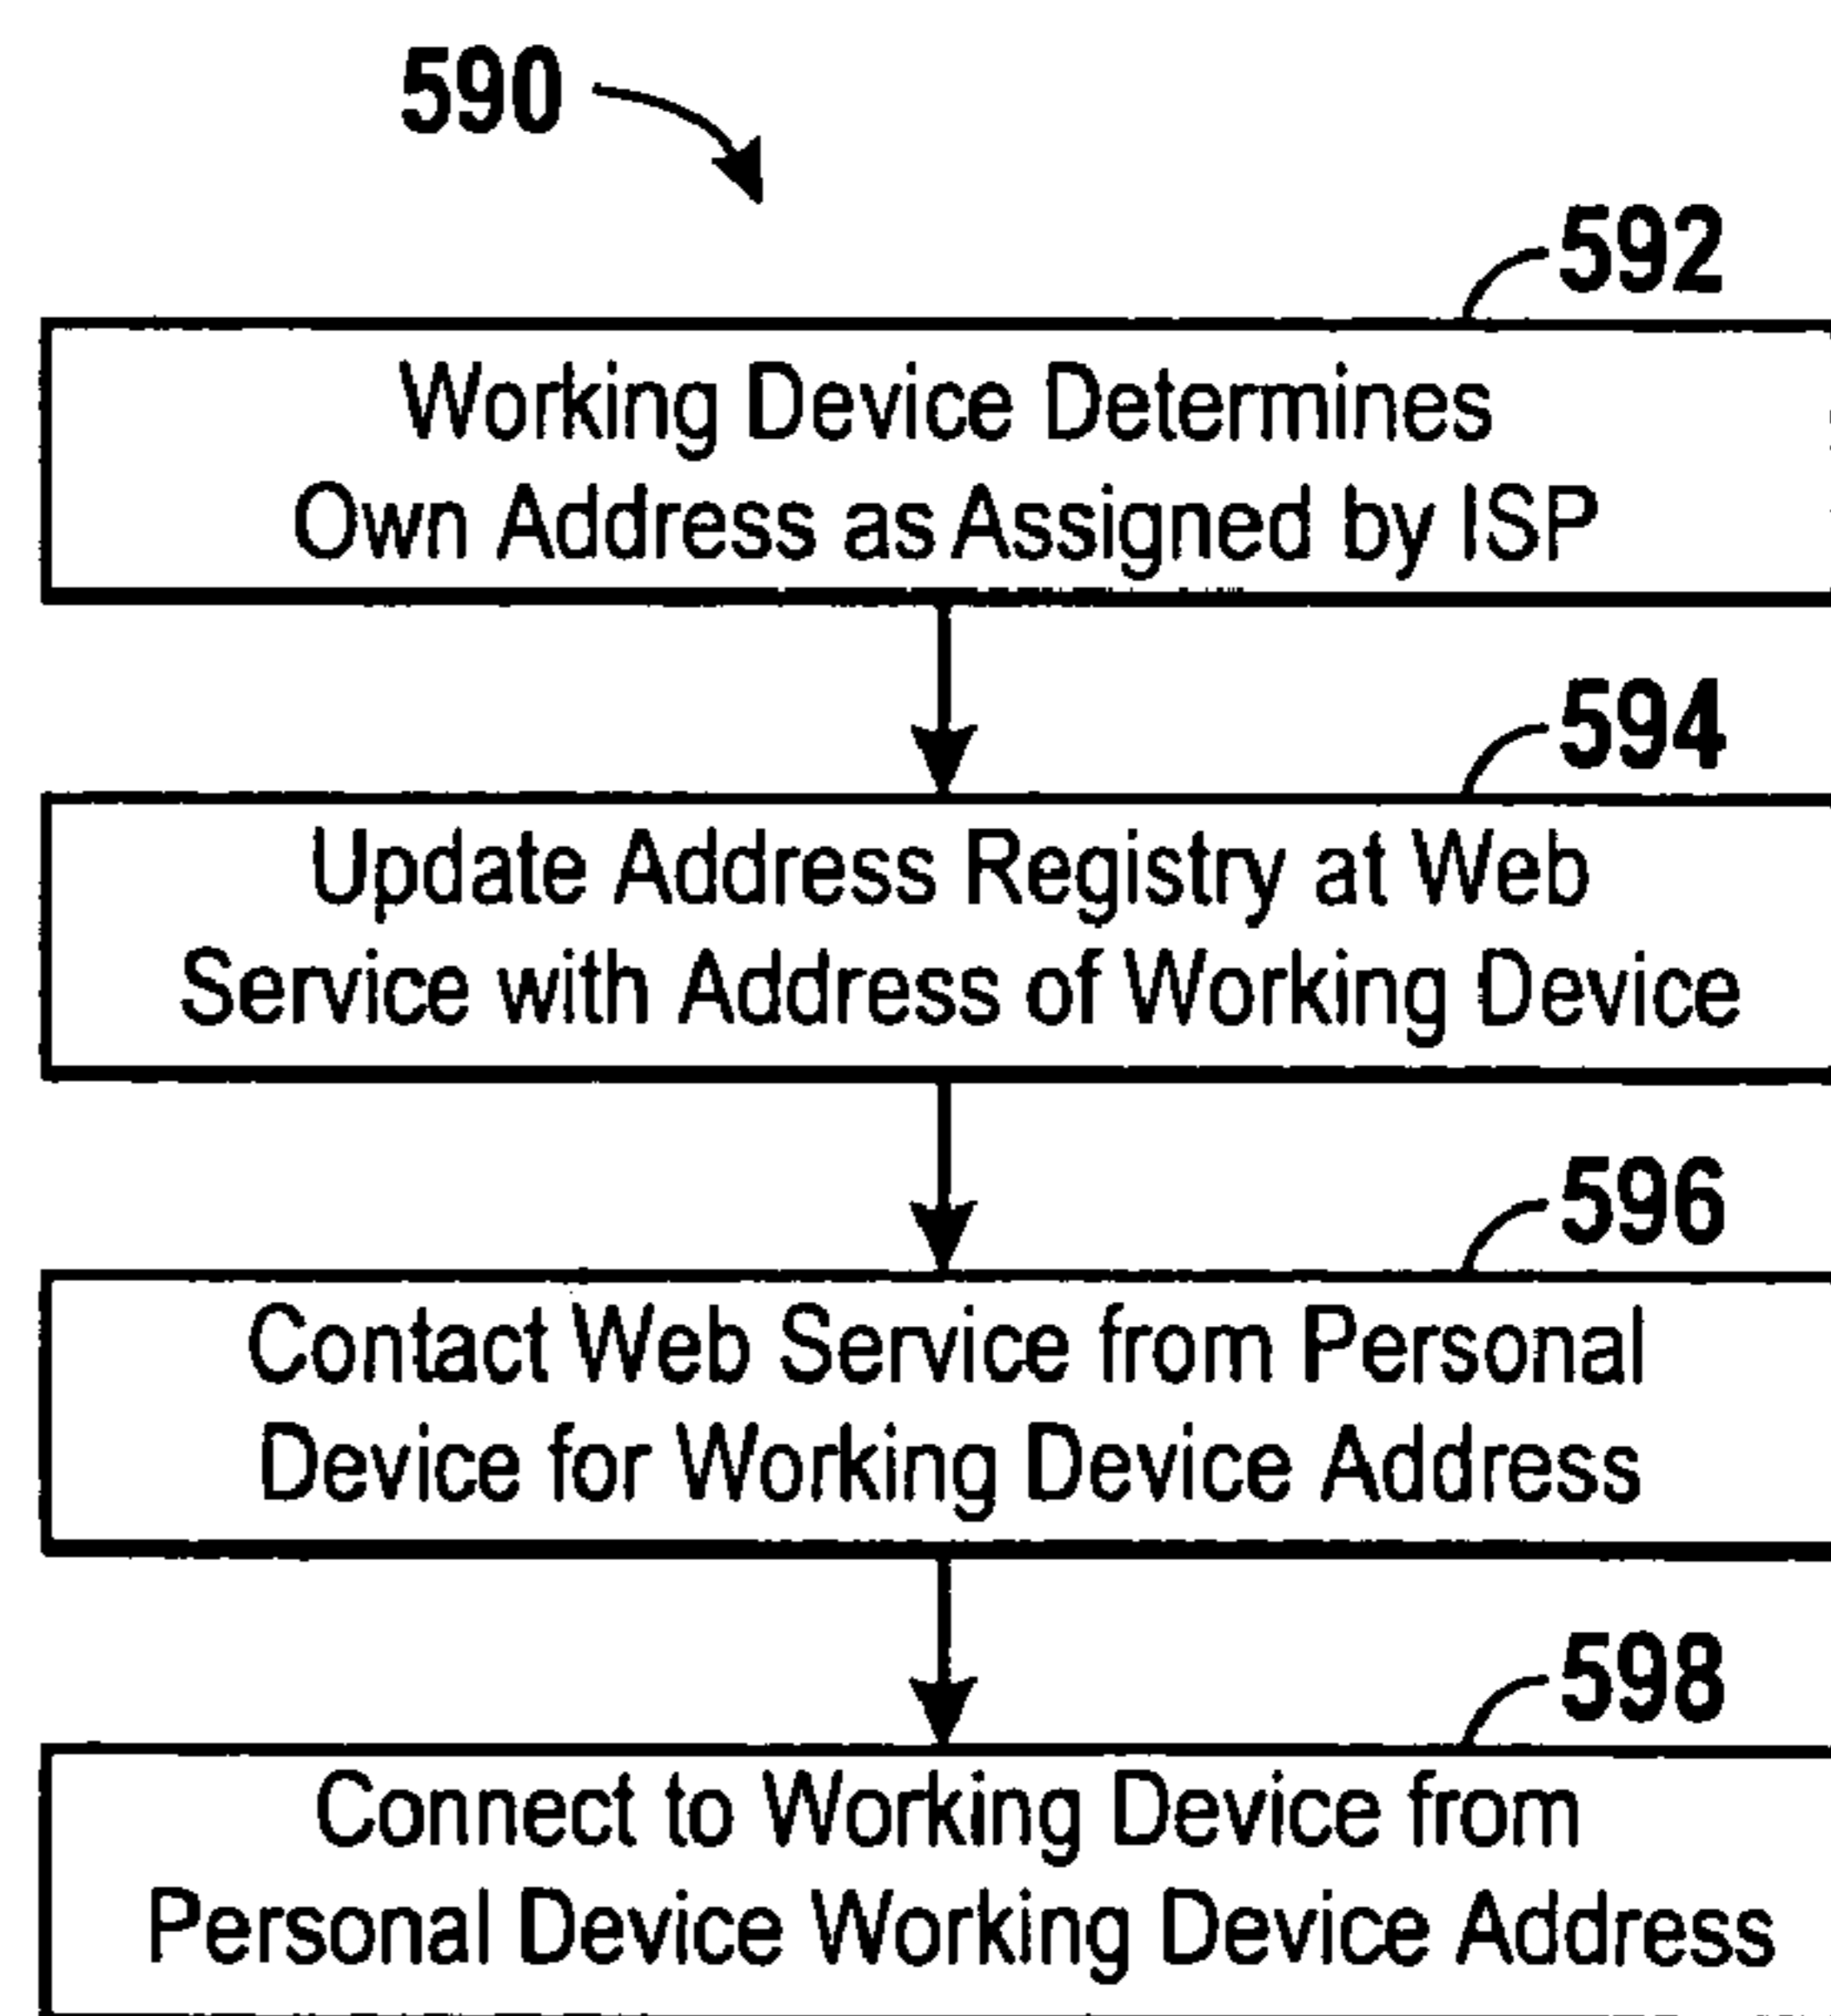 590
592
Working Device Determines
Own Address as Assigned by ISP
594
Update Address Registry at Web
Service with Address of Working Device
596
Contact Web Service from Personal
Device for Working Device Address
598
Connect to Working Device from
Personal Device Working Device Address